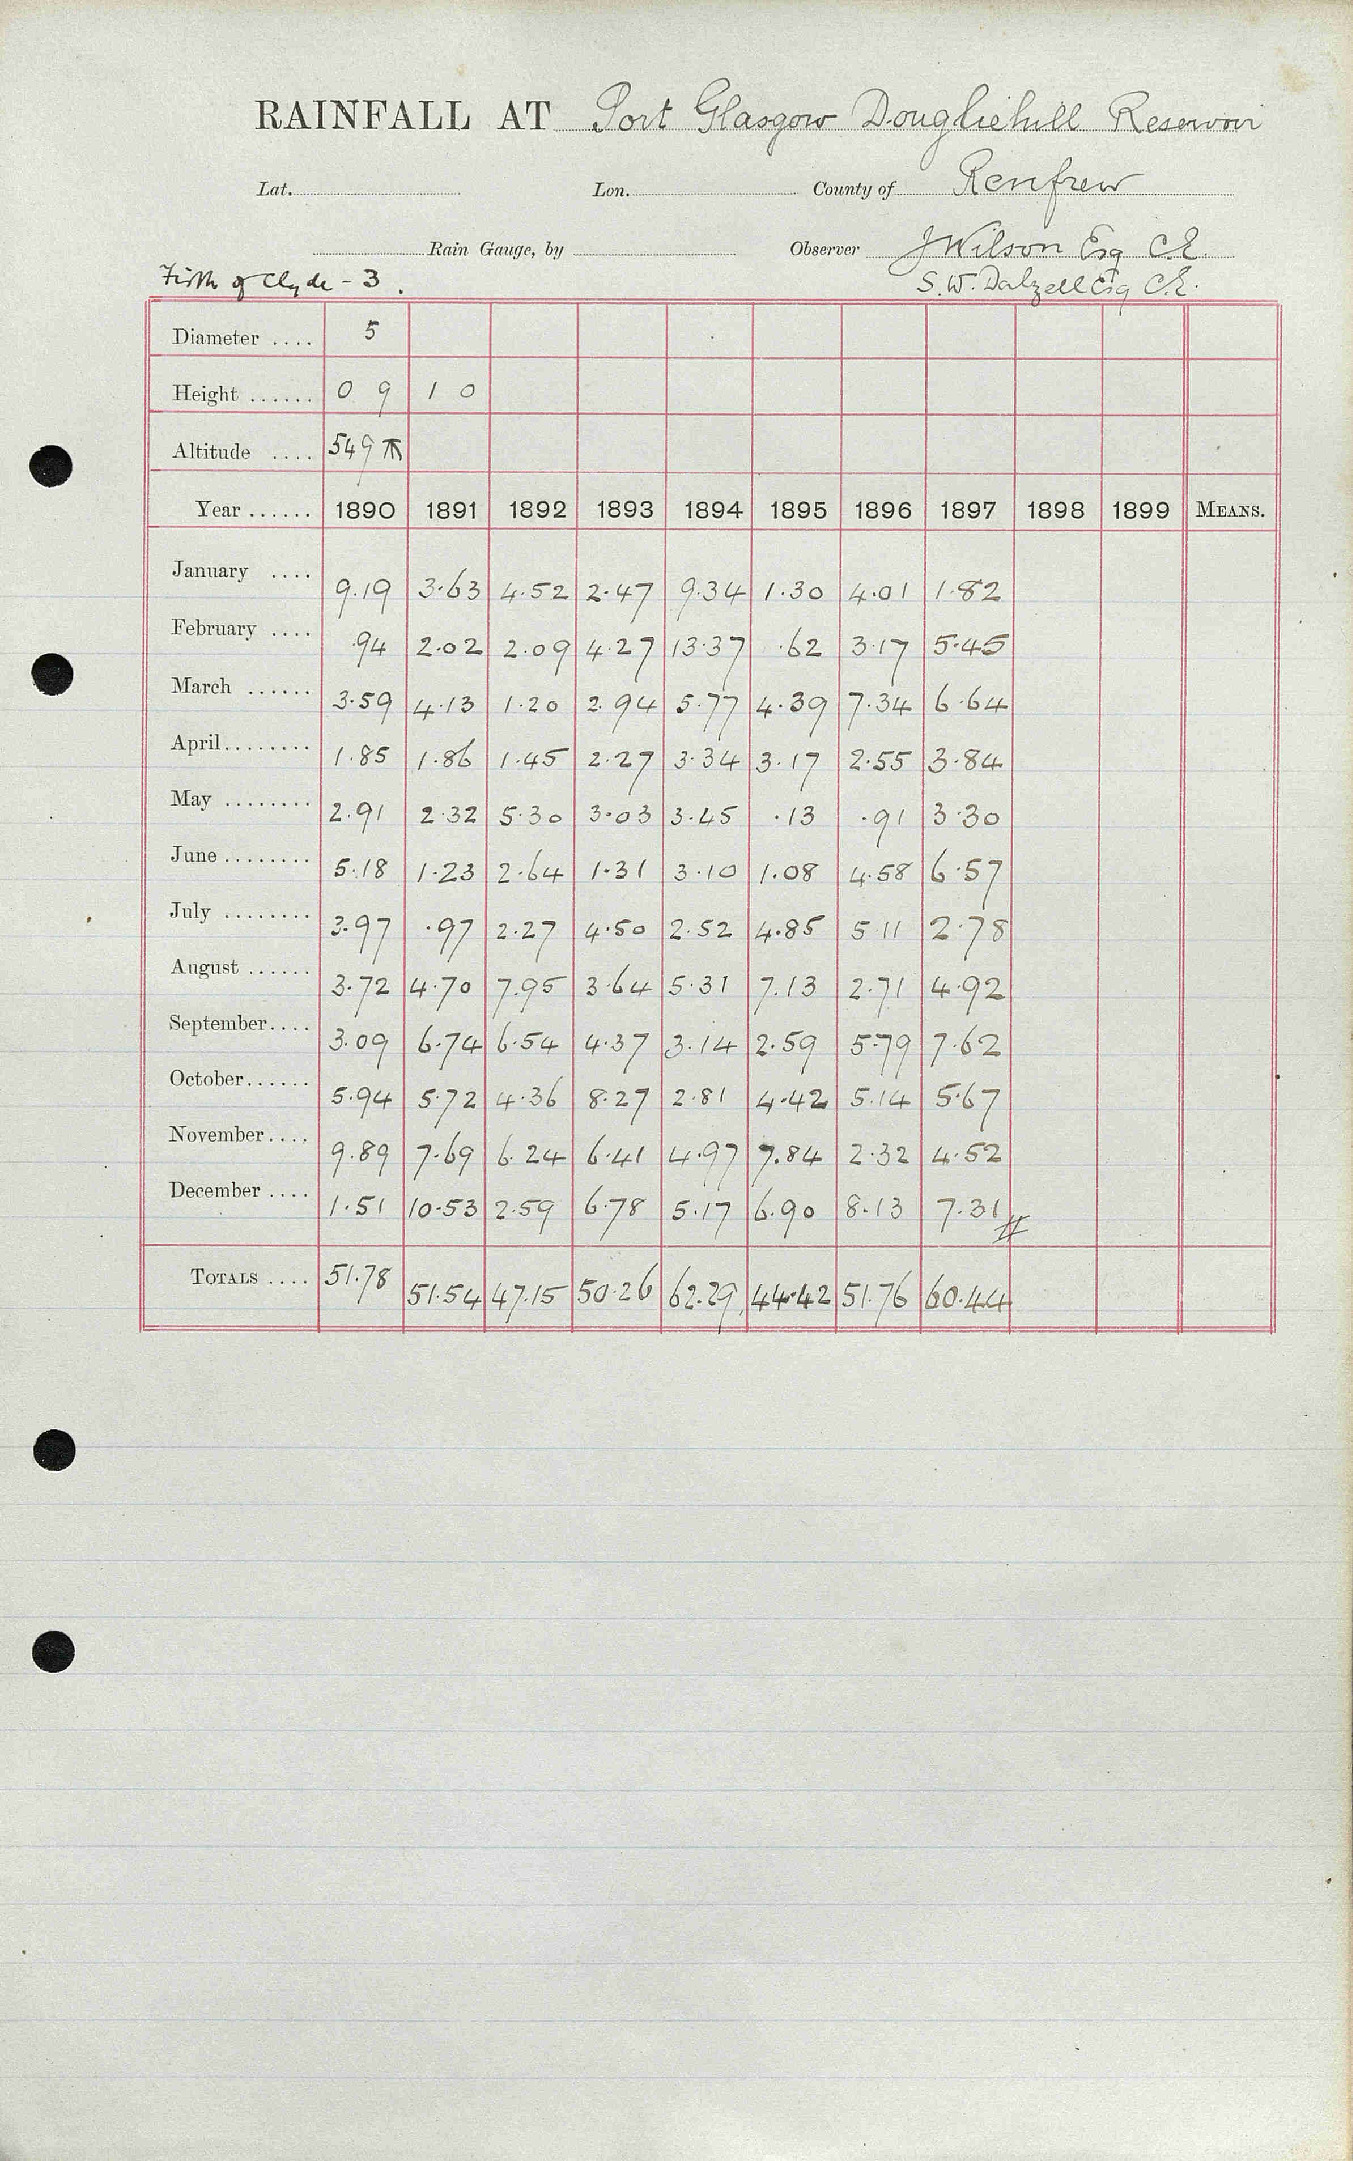 RAINFALL AT Port Glasgow Dougliehill Reservoir
Lat. Lon. County of Renfrew
Rain Gauge, by Observer J Wilson Esq C.E.
Firth of Clyde - 3. S.W. Dalzell Esq C.E.
Diameter .... 5
Height ...... 0 9 1 0
Altitude .... 549
Year ...... 1890 1891 1892 1893 1894 1895 1896 1897 1898 1899 MEANS.
January .... 9.19 3.63 4.52 2.47 9.34 1.30 4.01 1.82
February .... .94 2.02 2.09 4.27 13.37 .62 3.17 5.45
March ...... 3.59 4.13 1.20 2.94 5.77 4.39 7.34 6.64
April ........ 1.85 1.86 1.45 2.27 3.34 3.17 2.55 3.84
May ........ 2.91 2.32 5.30 3.03 3.45 .13 .91 3.30
June ........ 5.18 1.23 2.64 1.31 3.10 1.08 4.58 6.57
July ........ 3.97 .97 2.27 4.50 2.52 4.85 5.11 2.78
August ...... 3.72 4.70 7.95 3.64 5.31 7.13 2.71 4.92
September.... 3.09 6.74 6.54 4.37 3.14 2.59 5.79 7.62
October...... 5.94 5.72 4.36 8.27 2.81 4.42 5.14 5.67
November.... 9.89 7.69 6.24 6.41 4.97 7.84 2.32 4.52
December .... 1.51 10.53 2.59 6.78 5.17 6.90 8.13 7.31
TOTALS .... 51.78 51.54 47.15 50.26 62.29 44.42 51.76 60.44